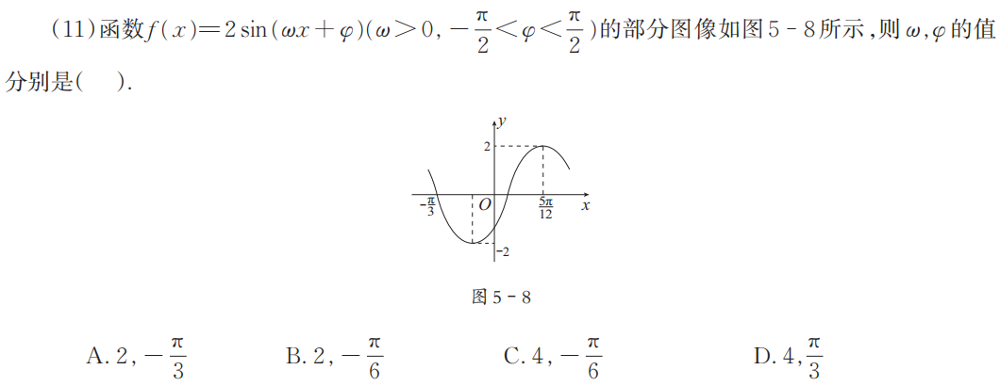 (11)函数f(x)=2sin(ωx+φ)(ω>0,-π/2<φ<π/2)的部分图像如图5-8所示,则ω,φ的值
分别是(    ).
y
2
-π/3
O
5π/12
x
-2
图5-8
A. 2,-π/3 B. 2,-π/6 C. 4,-π/6 D. 4,π/3